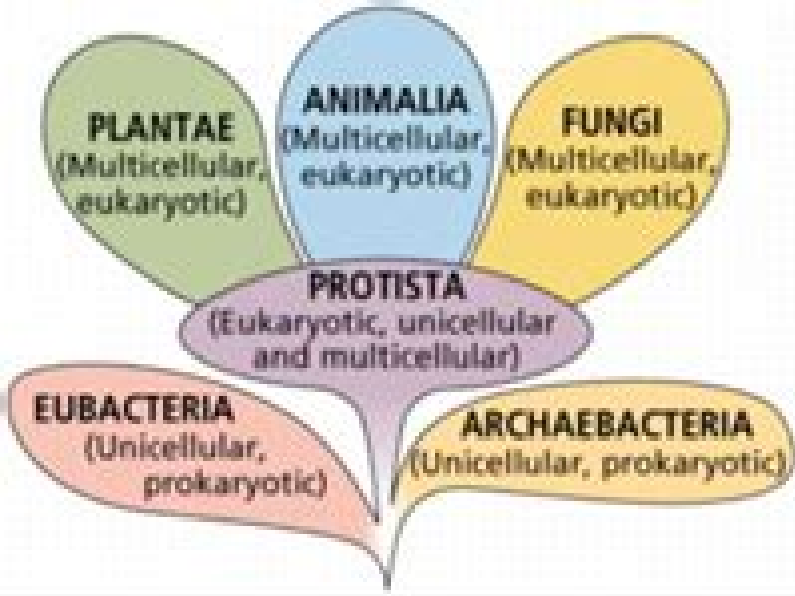 PLANTAE
(Multicellular,
eukaryotic)
ANIMALIA
(Multicellular,
eukaryotic)
FUNGI
(Multicellular,
eukaryotic)
PROTISTA
(Eukaryotic, unicellular
and multicellular)
EUBACTERIA
(Unicellular,
prokaryotic)
ARCHAEBACTERIA
(Unicellular, prokaryotic)